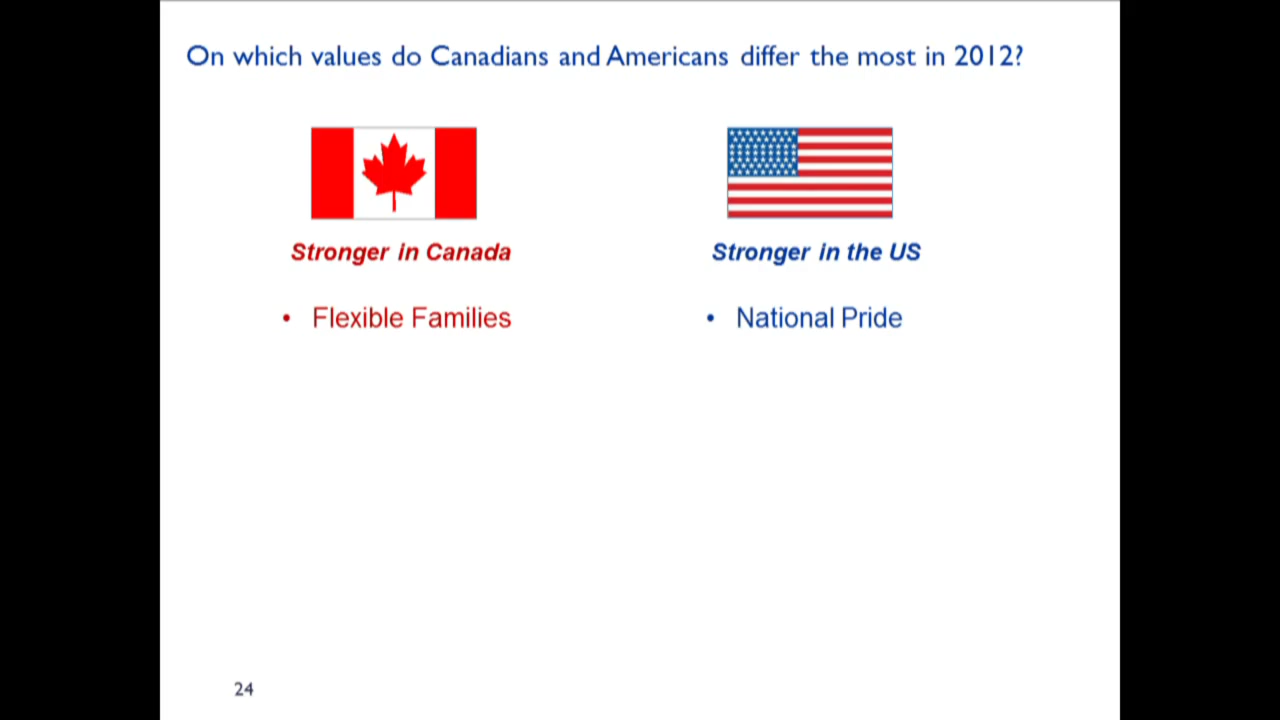 On which values do Canadians and Americans differ the most in 2012?
Stronger in Canada
• Flexible Families
Stronger in the US
• National Pride
24